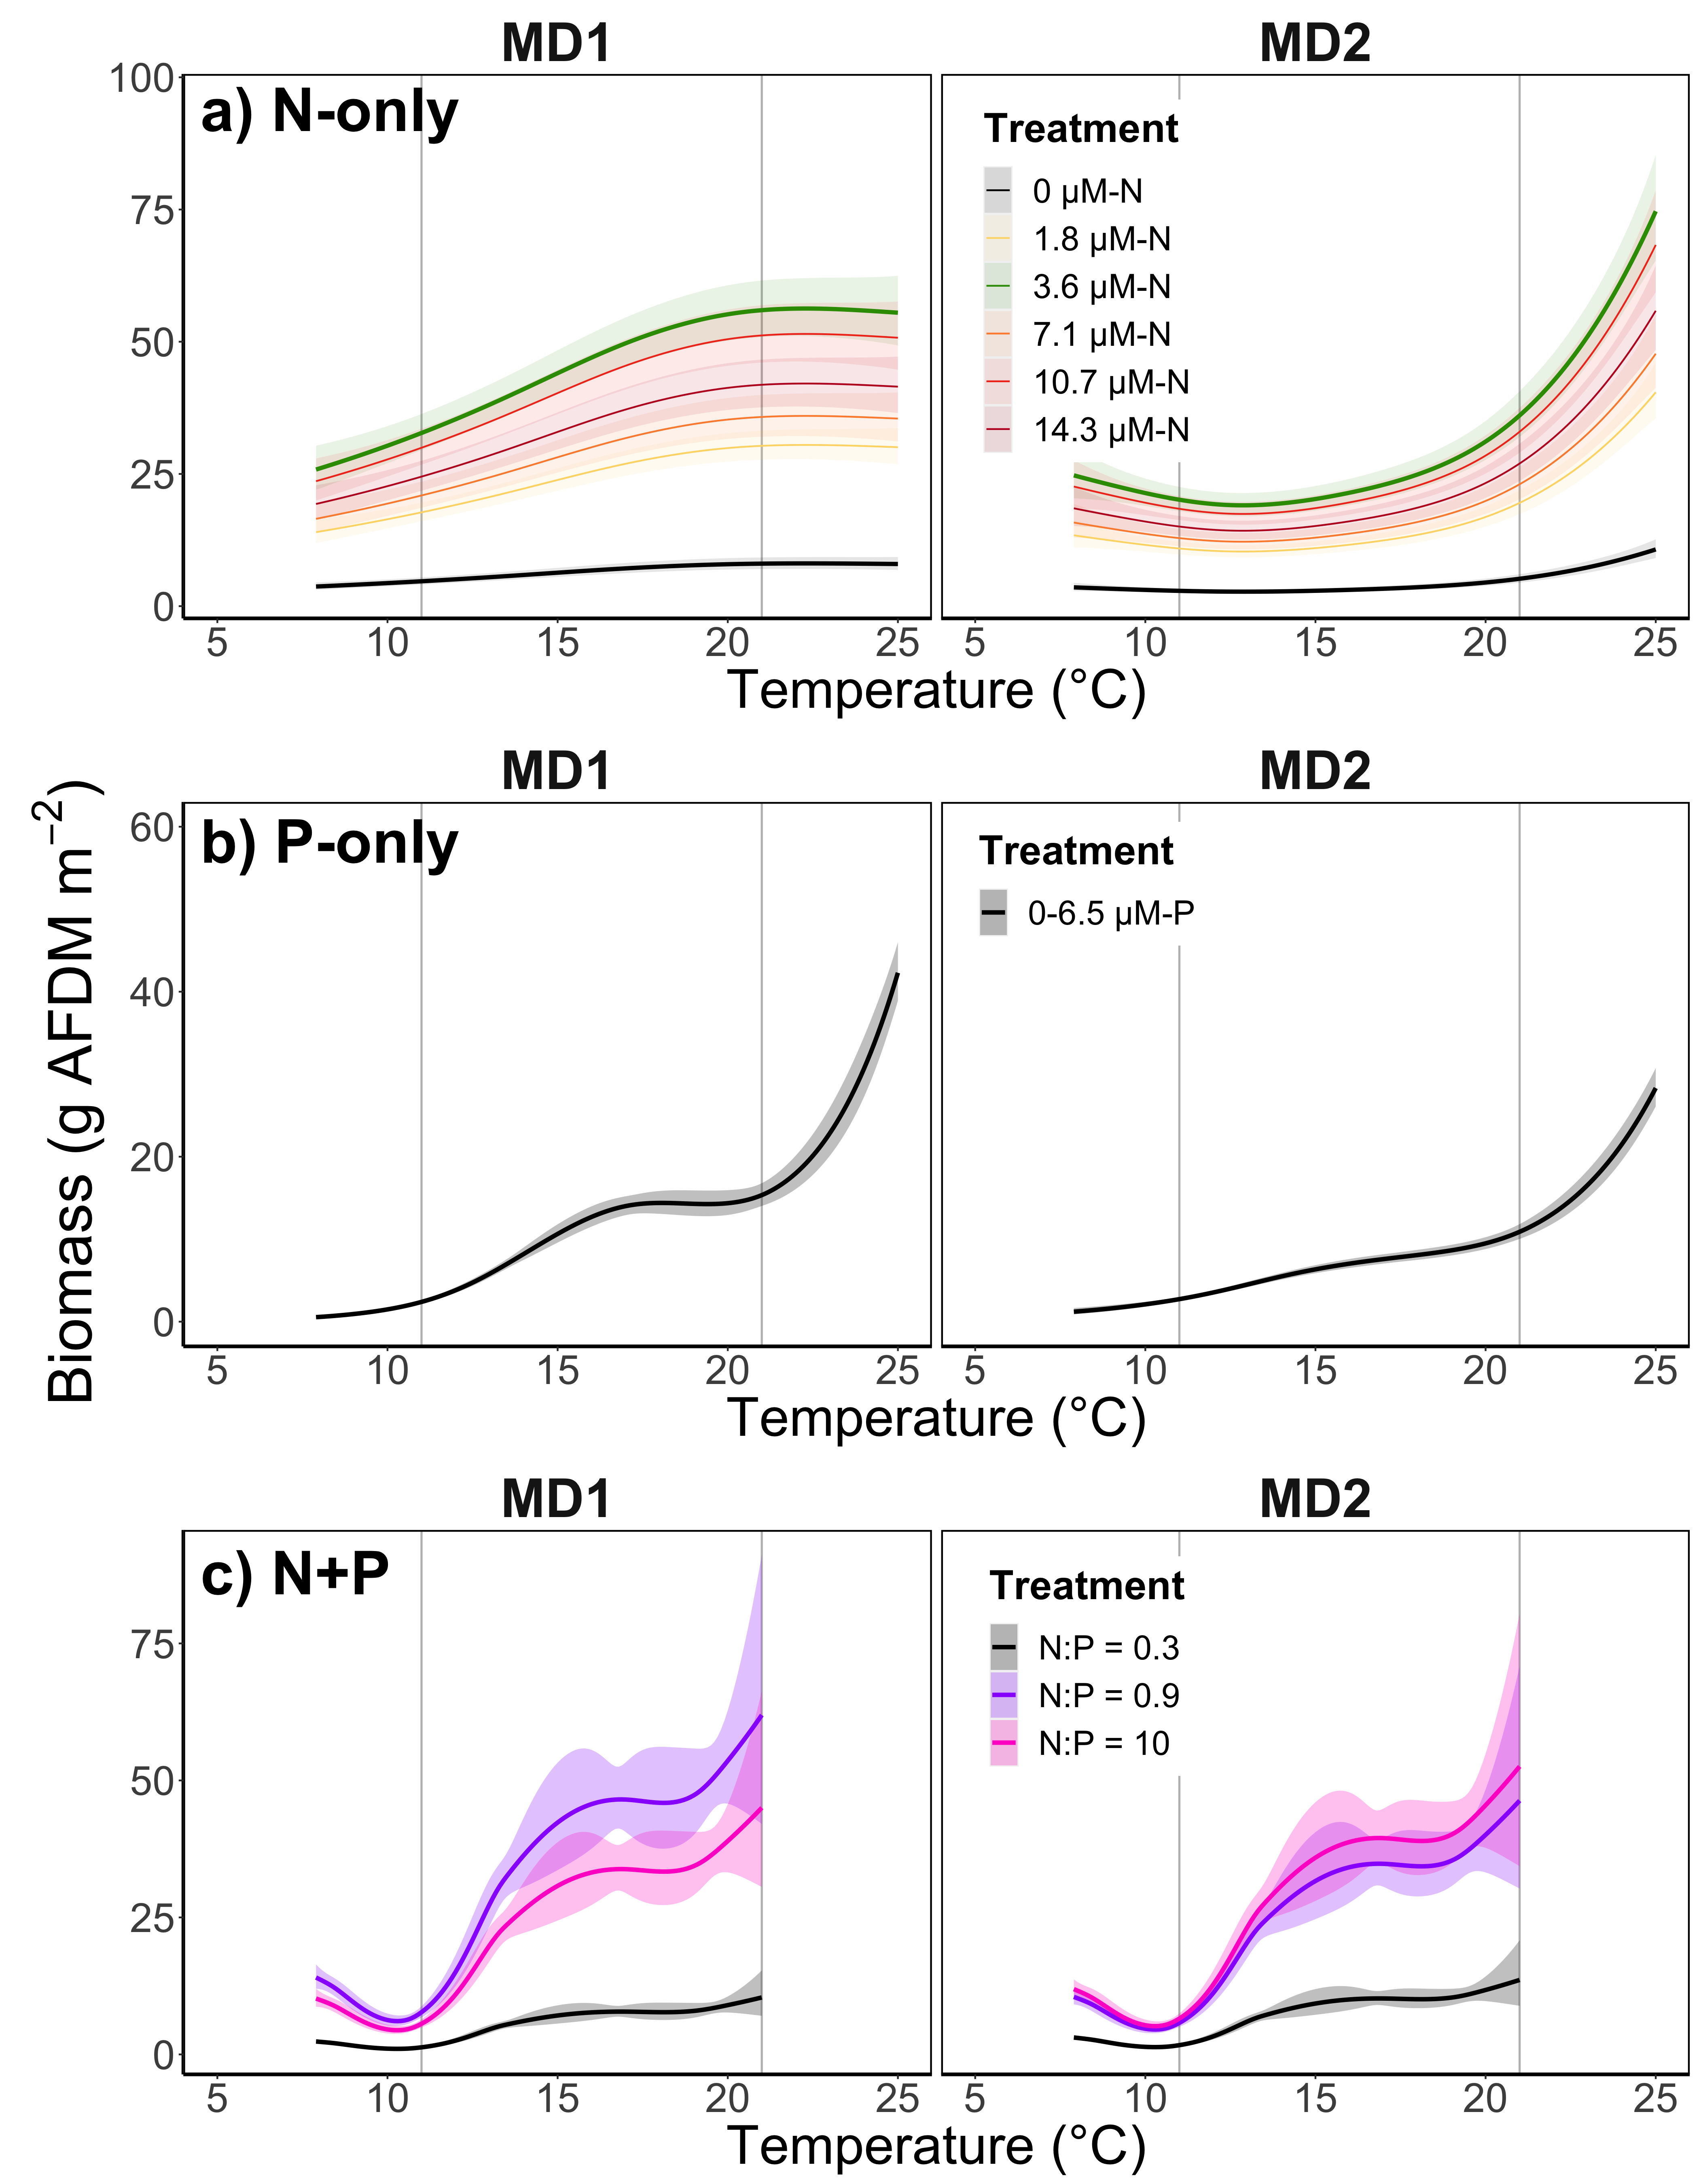 MD1 MD2
a) N-only
Treatment
0 µM-N
1.8 µM-N
3.6 µM-N
7.1 µM-N
10.7 µM-N
14.3 µM-N
100
75
50
25
0
5 10 15 20 25 5 10 15 20 25
Temperature (°C)
Biomass (g AFDM m⁻²)
MD1 MD2
b) P-only
Treatment
0-6.5 µM-P
60
40
20
0
5 10 15 20 25 5 10 15 20 25
Temperature (°C)
MD1 MD2
c) N+P
Treatment
N:P = 0.3
N:P = 0.9
N:P = 10
75
50
25
0
5 10 15 20 25 5 10 15 20 25
Temperature (°C)